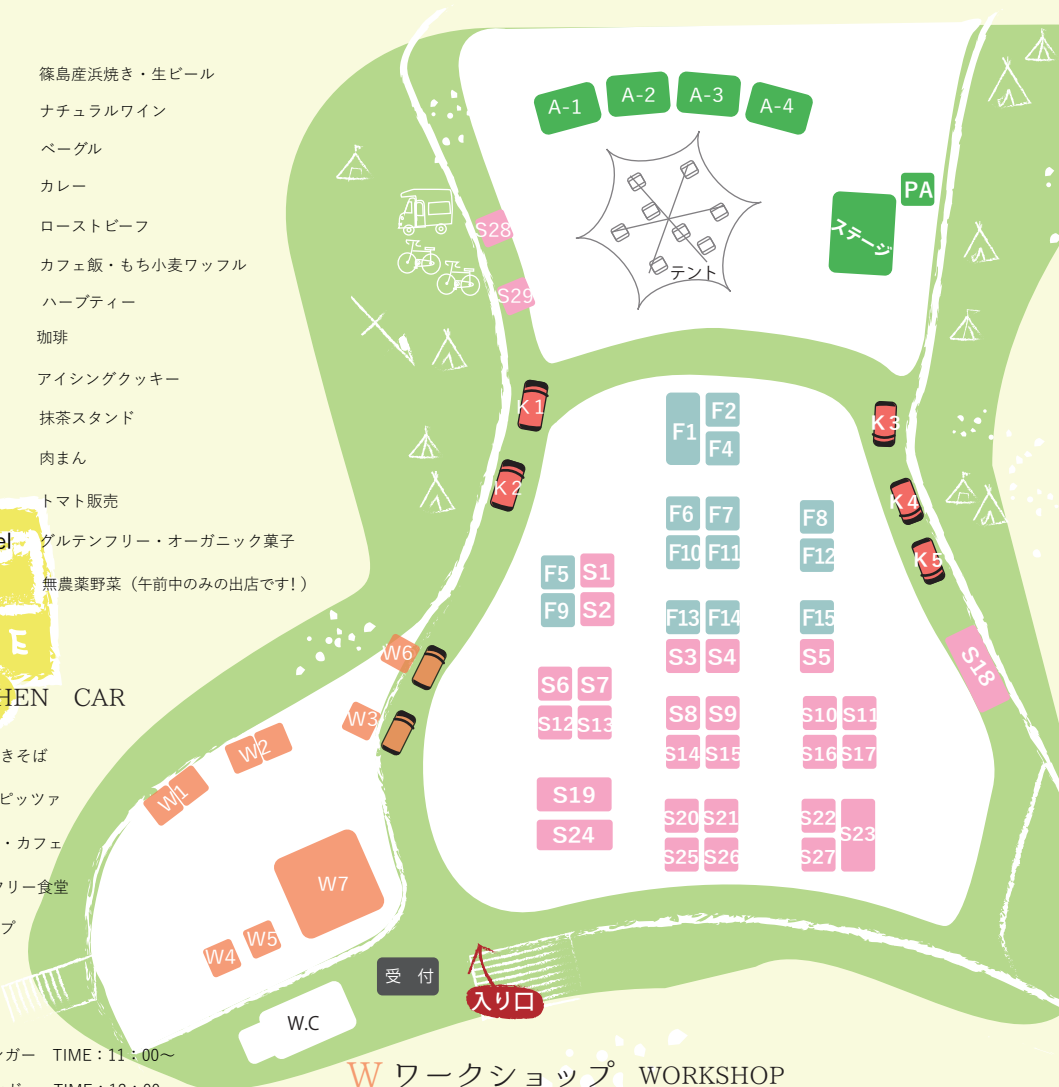 篠島産浜焼き・生ビール
ナチュラルワイン
ベーグル
カレー
ローストビーフ
カフェ飯・もち小麦ワッフル
ハーブティー
珈琲
アイシングクッキー
抹茶スタンド
肉まん
トマト販売
el グルテンフリー・オーガニック菓子
無農薬野菜（午前中のみの出店です！）
E
HEN CAR
きそば
ピッツァ
・カフェ
フリー食堂
プ
ンガー TIME：11：00〜
A-1 A-2 A-3 A-4
PA
ステージ
テント
S28
S29
K1
K2
K3
K4
K5
F1 F2
F4
F6 F7 F8
F10 F11 F12
F5 S1
F9 S2
F13 F14 F15
S3 S4 S5
S18
S6 S7
S8 S9 S10 S11
S12 S13
S14 S15 S16 S17
S19
S20 S21 S22 S23
S24
S25 S26 S27
W6
W3
W2
W1
W7
W5
W4
受 付
入り口
W.C
W ワークショップ WORKSHOP